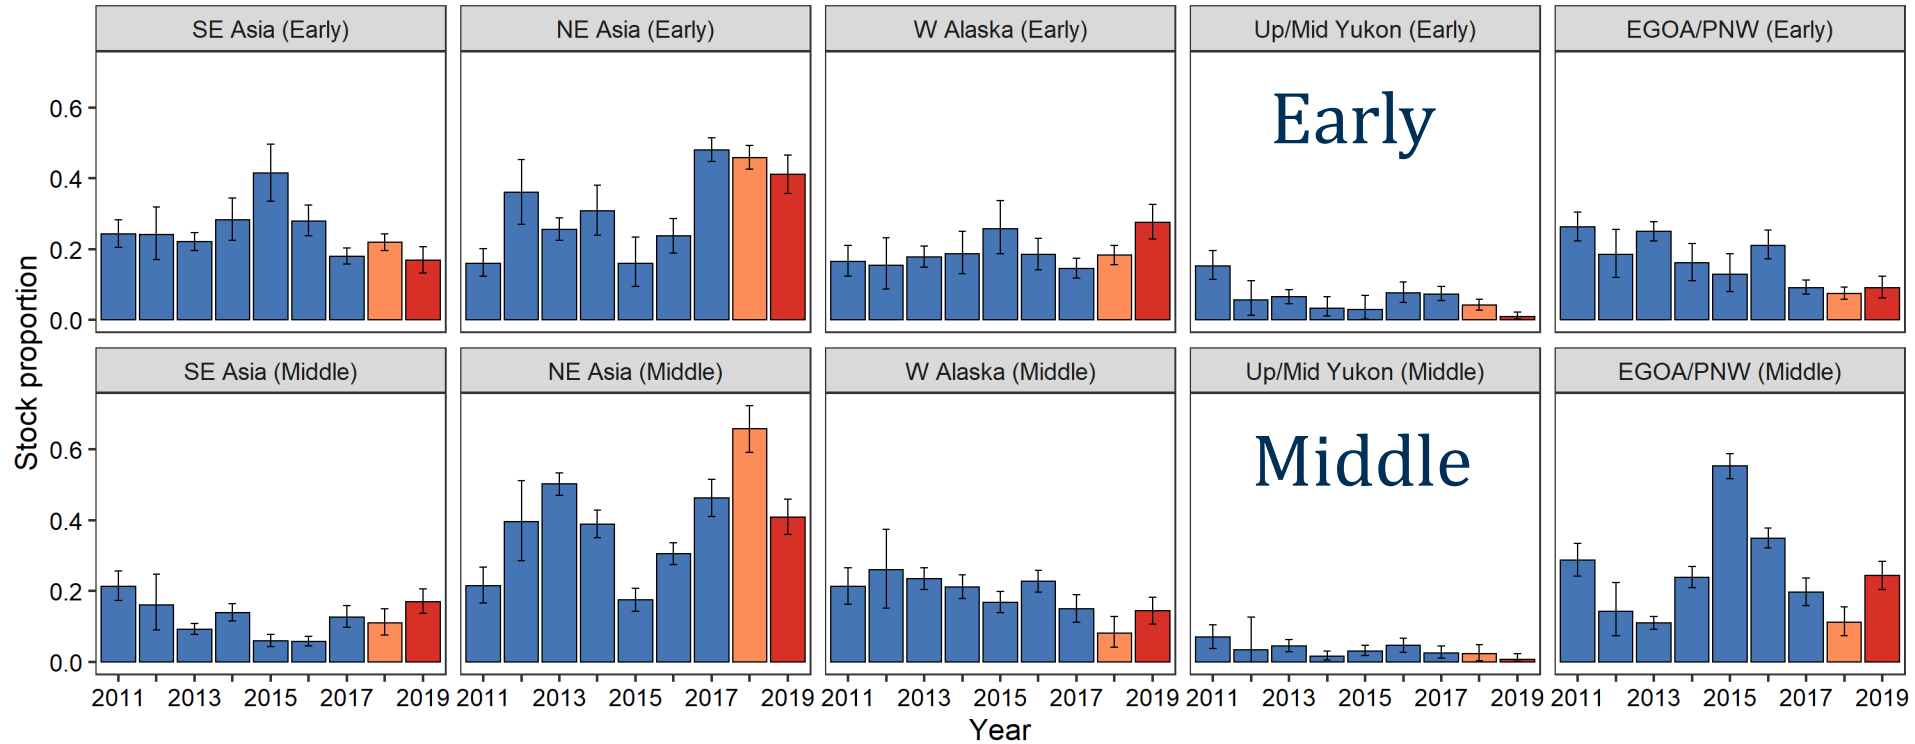 SE Asia (Early) NE Asia (Early) W Alaska (Early) Up/Mid Yukon (Early) EGOA/PNW (Early)
Early
0.6
0.4
0.2
0.0
SE Asia (Middle) NE Asia (Middle) W Alaska (Middle) Up/Mid Yukon (Middle) EGOA/PNW (Middle)
Middle
0.6
0.4
0.2
0.0
Stock proportion
2011 2013 2015 2017 2019 2011 2013 2015 2017 2019 2011 2013 2015 2017 2019 2011 2013 2015 2017 2019 2011 2013 2015 2017 2019
Year